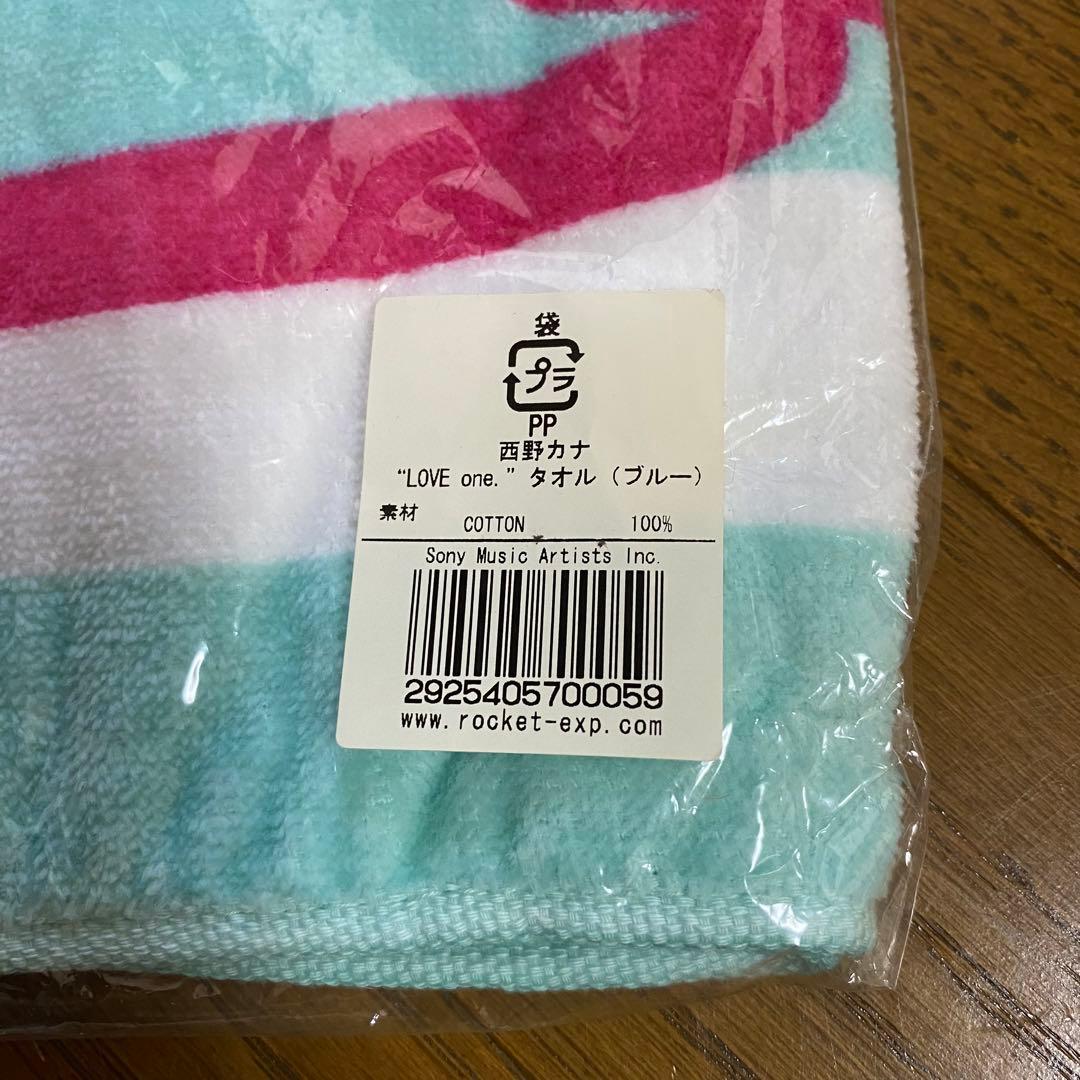 袋
プラ
PP
西野カナ
“LOVE one.” タオル（ブルー）
素材 COTTON 100%
Sony Music Artists Inc.
2925405700059
www.rocket-exp.com